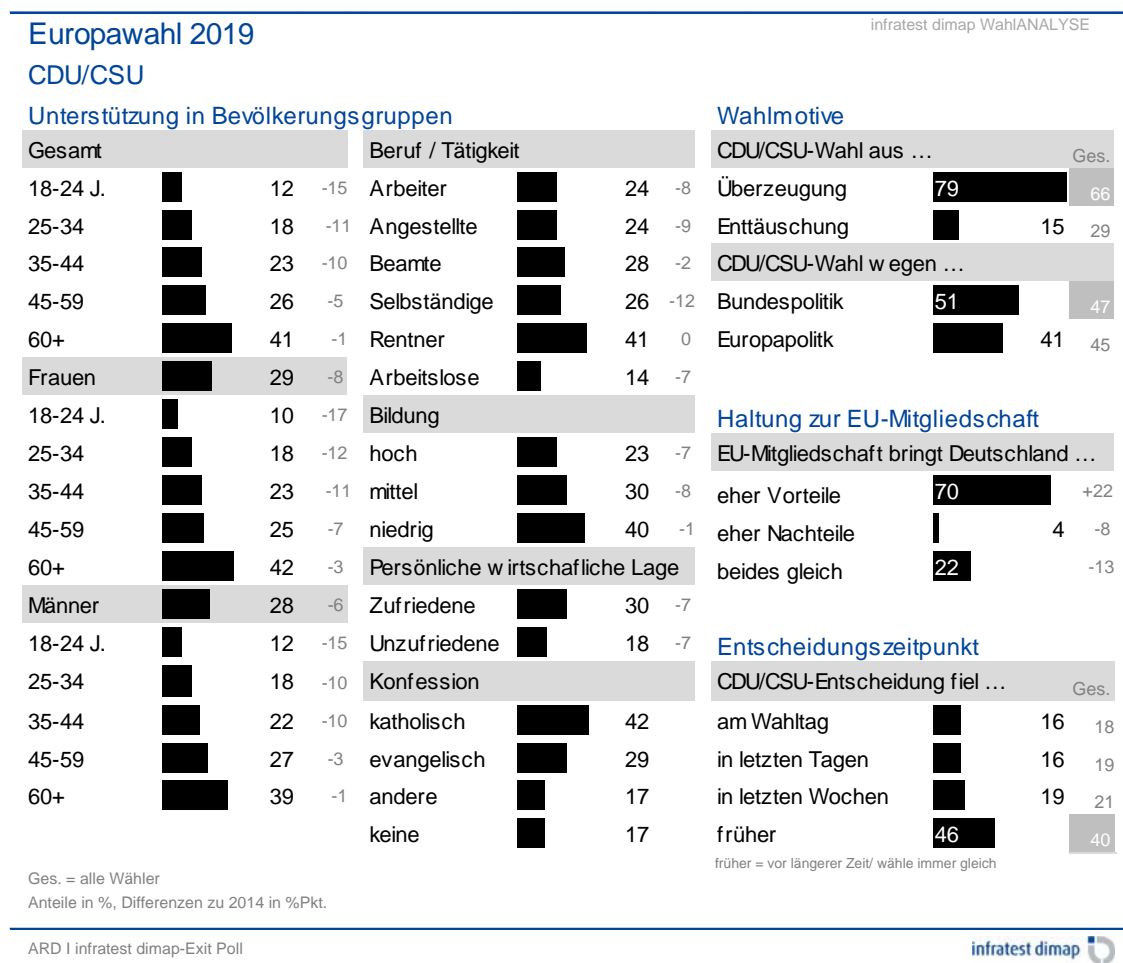 infratest dimap WahlANALYSE
Europawahl 2019
CDU/CSU
Unterstützung in Bevölkerungsgruppen
Gesamt
18-24 J. 12 -15
25-34 18 -11
35-44 23 -10
45-59 26 -5
60+ 41 -1
Frauen 29 -8
18-24 J. 10 -17
25-34 18 -12
35-44 23 -11
45-59 25 -7
60+ 42 -3
Männer 28 -6
18-24 J. 12 -15
25-34 18 -10
35-44 22 -10
45-59 27 -3
60+ 39 -1
Beruf / Tätigkeit
Arbeiter 24 -8
Angestellte 24 -9
Beamte 28 -2
Selbständige 26 -12
Rentner 41 0
Arbeitslose 14 -7
Bildung
hoch 23 -7
mittel 30 -8
niedrig 40 -1
Persönliche wirtschafliche Lage
Zufriedene 30 -7
Unzufriedene 18 -7
Konfession
katholisch 42
evangelisch 29
andere 17
keine 17
Wahlmotive
CDU/CSU-Wahl aus … Ges.
Überzeugung 79 66
Enttäuschung 15 29
CDU/CSU-Wahl wegen …
Bundespolitik 51 47
Europapolitk 41 45
Haltung zur EU-Mitgliedschaft
EU-Mitgliedschaft bringt Deutschland …
eher Vorteile 70 +22
eher Nachteile 4 -8
beides gleich 22 -13
Entscheidungszeitpunkt
CDU/CSU-Entscheidung fiel … Ges.
am Wahltag 16 18
in letzten Tagen 16 19
in letzten Wochen 19 21
früher 46 40
früher = vor längerer Zeit/ wähle immer gleich
Ges. = alle Wähler
Anteile in %, Differenzen zu 2014 in %Pkt.
ARD I infratest dimap-Exit Poll
infratest dimap